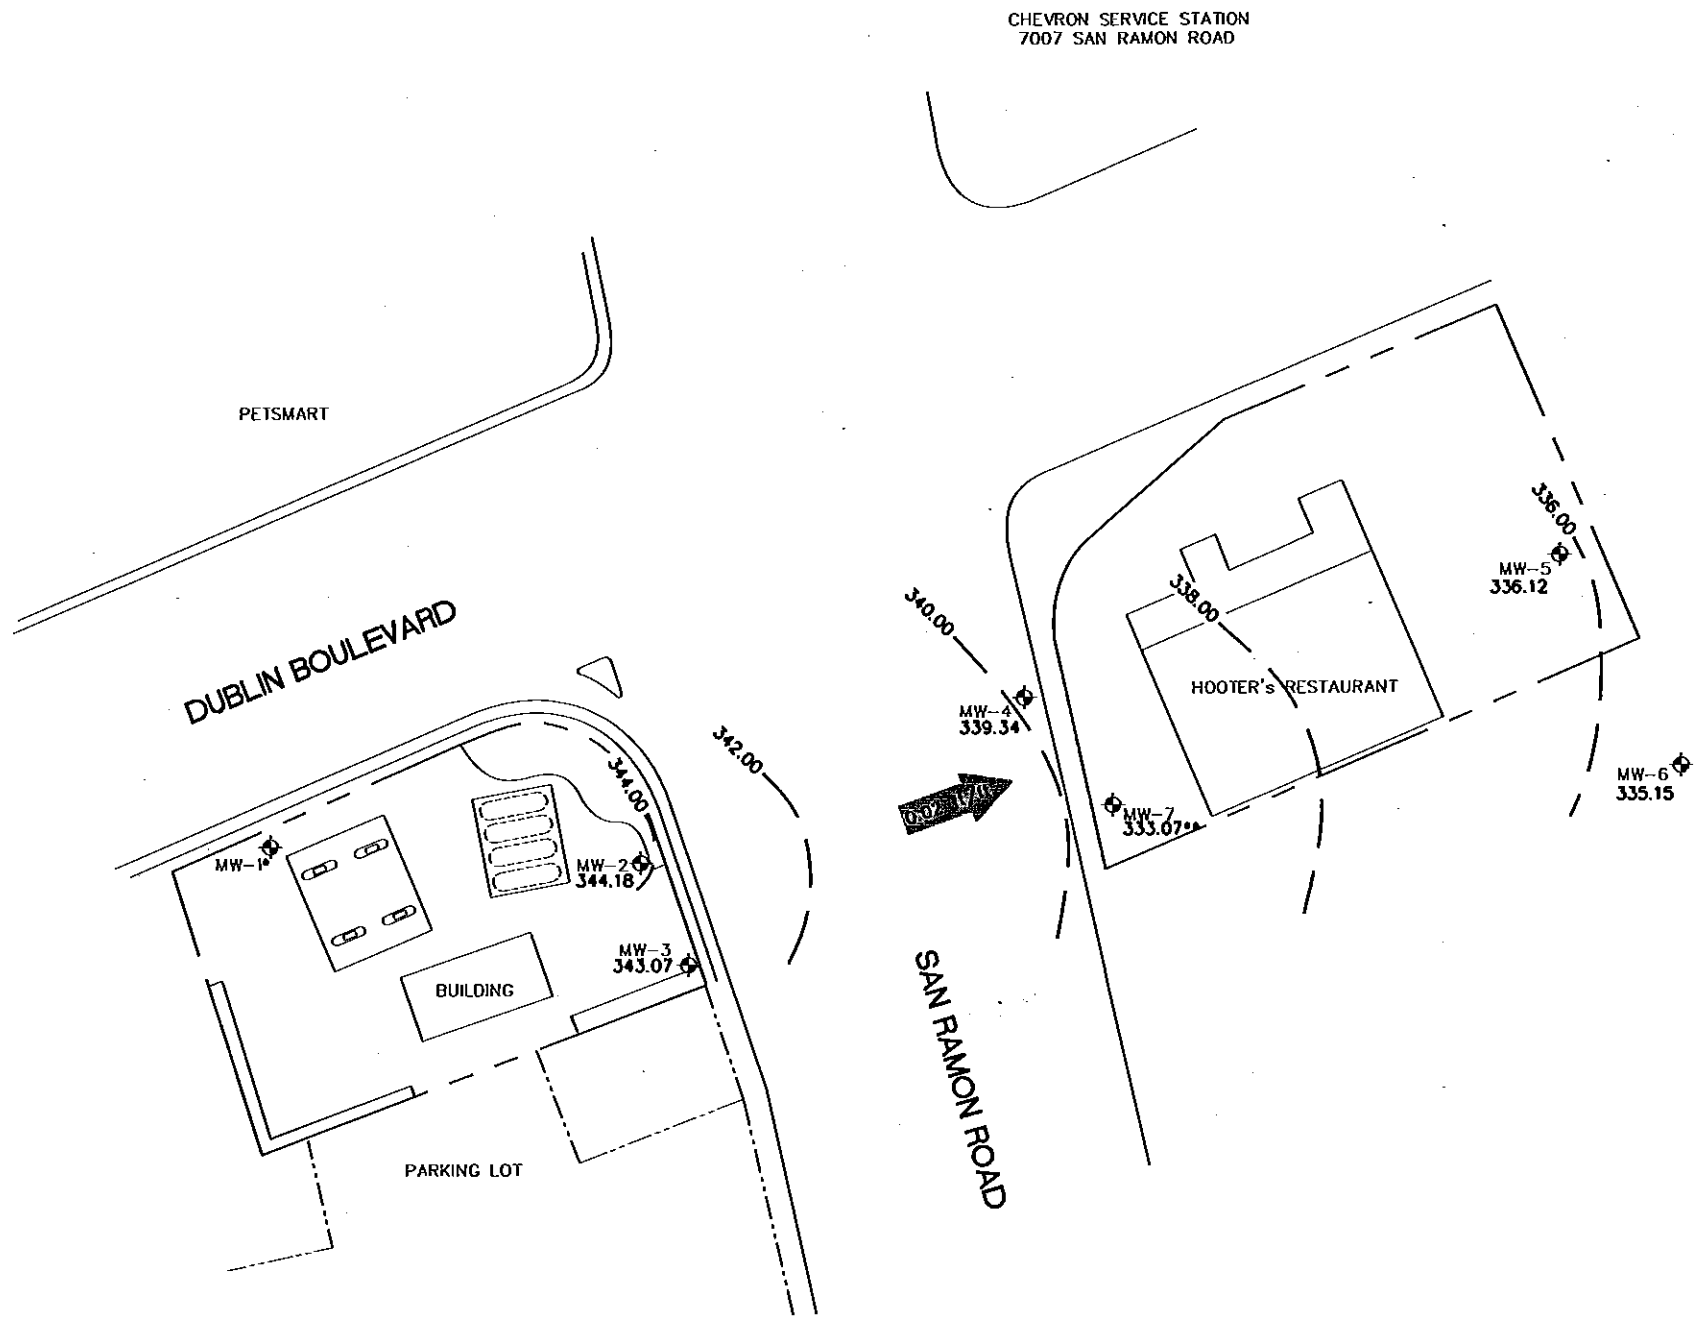 CHEVRON SERVICE STATION
7007 SAN RAMON ROAD
PETSMART
DUBLIN BOULEVARD
336.00
MW-5
336.12
340.00
338.00
HOOTER's RESTAURANT
MW-4
339.34
342.00
344.00
MW-6
335.15
MW-7
333.07**
MW-1*
MW-2
344.18
MW-3
343.07
BUILDING
SAN RAMON ROAD
PARKING LOT